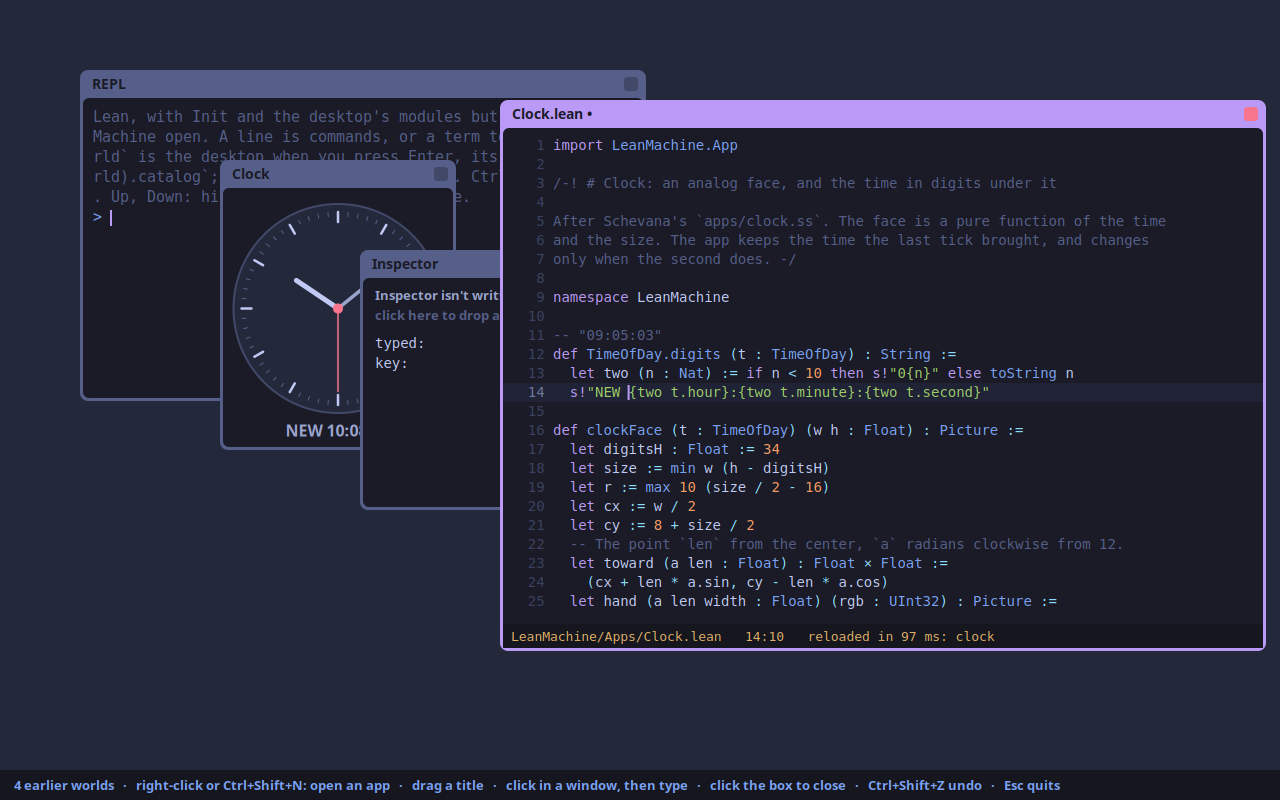 REPL
Lean, with Init and the desktop's modules but
Machine open. A line is commands, or a term
rld` is the desktop when you press Enter, its
rld).catalog`;
. Up, Down:
>
Clock
NEW
Inspector
Inspector isn't
click here to drop a
typed:
key:
Clock.lean •
1 import LeanMachine.App
2
3 /-! # Clock: an analog face, and the time in digits under it
4
5 After Schevana's `apps/clock.ss`. The face is a pure function of the time
6 and the size. The app keeps the time the last tick brought, and changes
7 only when the second does. -/
8
9 namespace LeanMachine
10
11 -- "09:05:03"
12 def TimeOfDay.digits (t : TimeOfDay) : String :=
13   let two (n : Nat) := if n < 10 then s!"0{n}" else toString n
14   s!"NEW {two t.hour}:{two t.minute}:{two t.second}"
15
16 def clockFace (t : TimeOfDay) (w h : Float) : Picture :=
17   let digitsH : Float := 34
18   let size := min w (h - digitsH)
19   let r := max 10 (size / 2 - 16)
20   let cx := w / 2
21   let cy := 8 + size / 2
22   -- The point `len` from the center, `a` radians clockwise from 12.
23   let toward (a len : Float) : Float × Float :=
24     (cx + len * a.sin, cy - len * a.cos)
25   let hand (a len width : Float) (rgb : UInt32) : Picture :=
LeanMachine/Apps/Clock.lean   14:10   reloaded in 97 ms: clock
4 earlier worlds · right-click or Ctrl+Shift+N: open an app · drag a title · click in a window, then type · click the box to close · Ctrl+Shift+Z undo · Esc quits